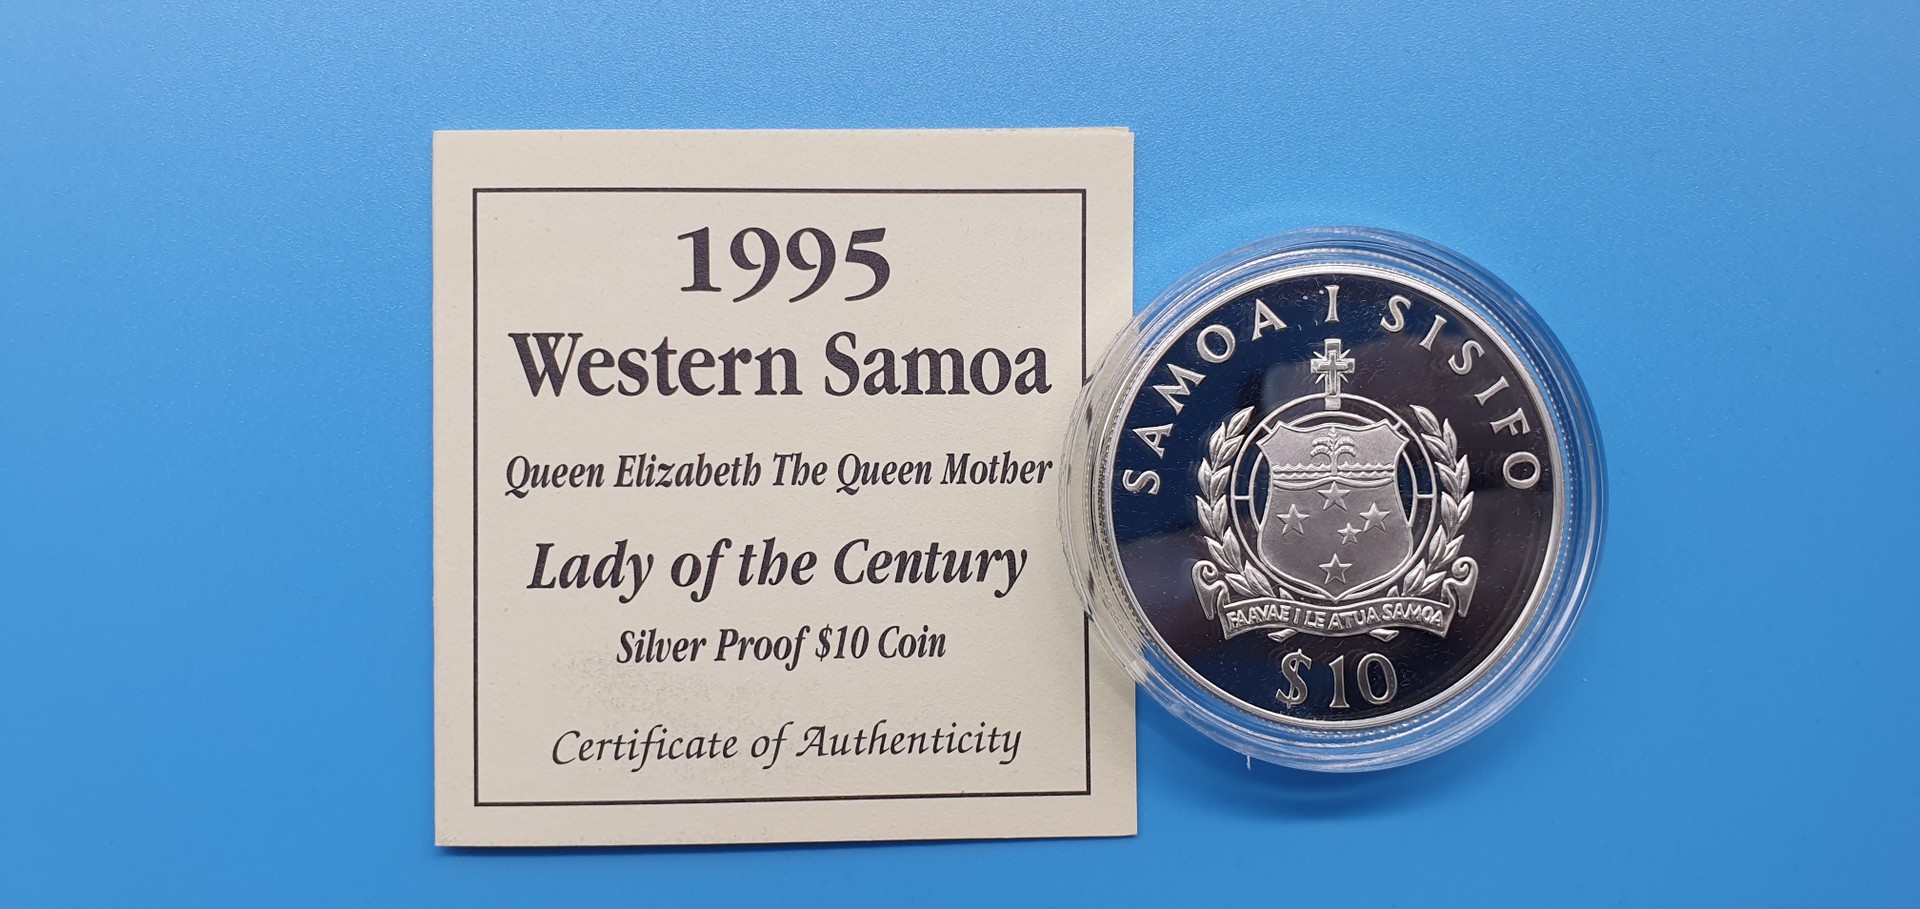 1995
Western Samoa
Queen Elizabeth The Queen Mother
Lady of the Century
Silver Proof $10 Coin
Certificate of Authenticity
SAMOA I SISIFO
FAAVAE I LE ATUA SAMOA
$10